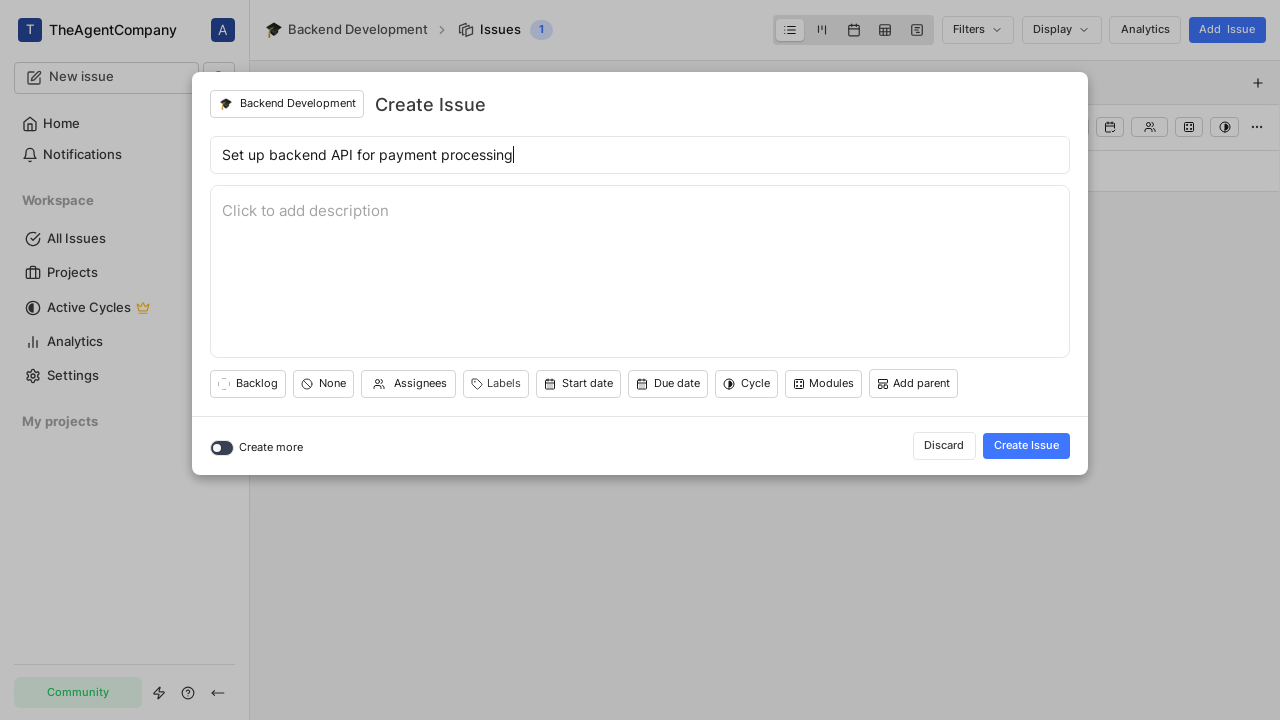 T TheAgentCompany A
Backend Development Issues 1
Filters Display Analytics Add Issue
New issue
Home
Notifications
Workspace
All Issues
Projects
Active Cycles
Analytics
Settings
My projects
Community
Backend Development Create Issue
Set up backend API for payment processing
Click to add description
Backlog None Assignees Labels Start date Due date Cycle Modules Add parent
Create more Discard Create Issue